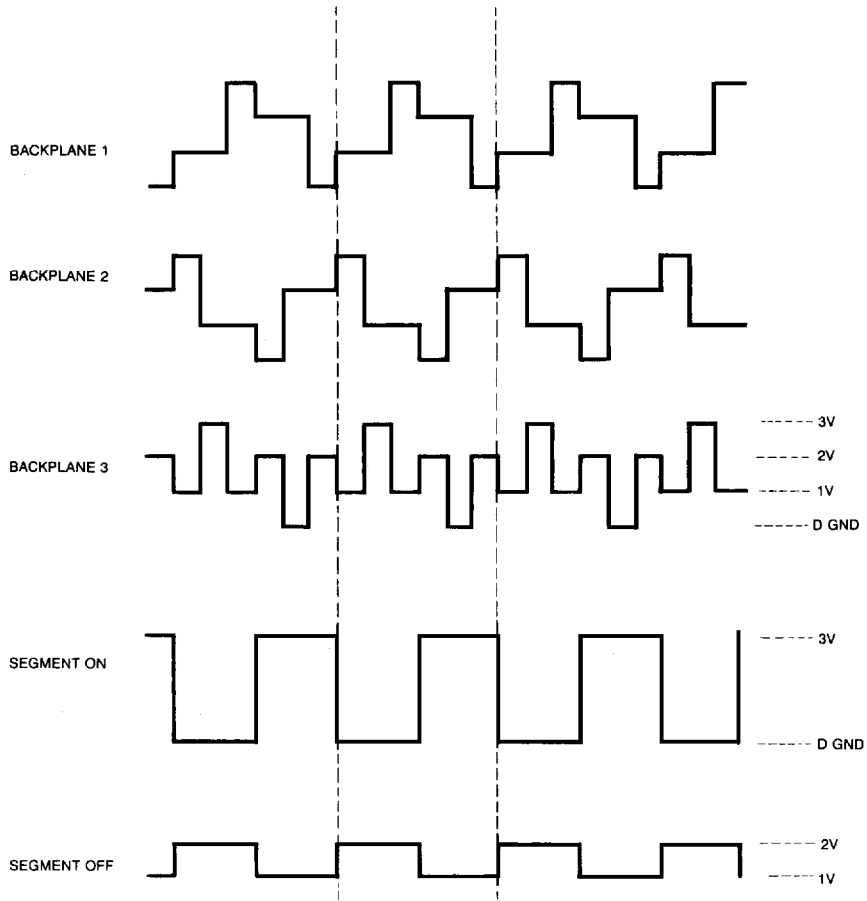 BACKPLANE 1
BACKPLANE 2
BACKPLANE 3
3V
2V
1V
D GND
SEGMENT ON
3V
D GND
SEGMENT OFF
2V
1V